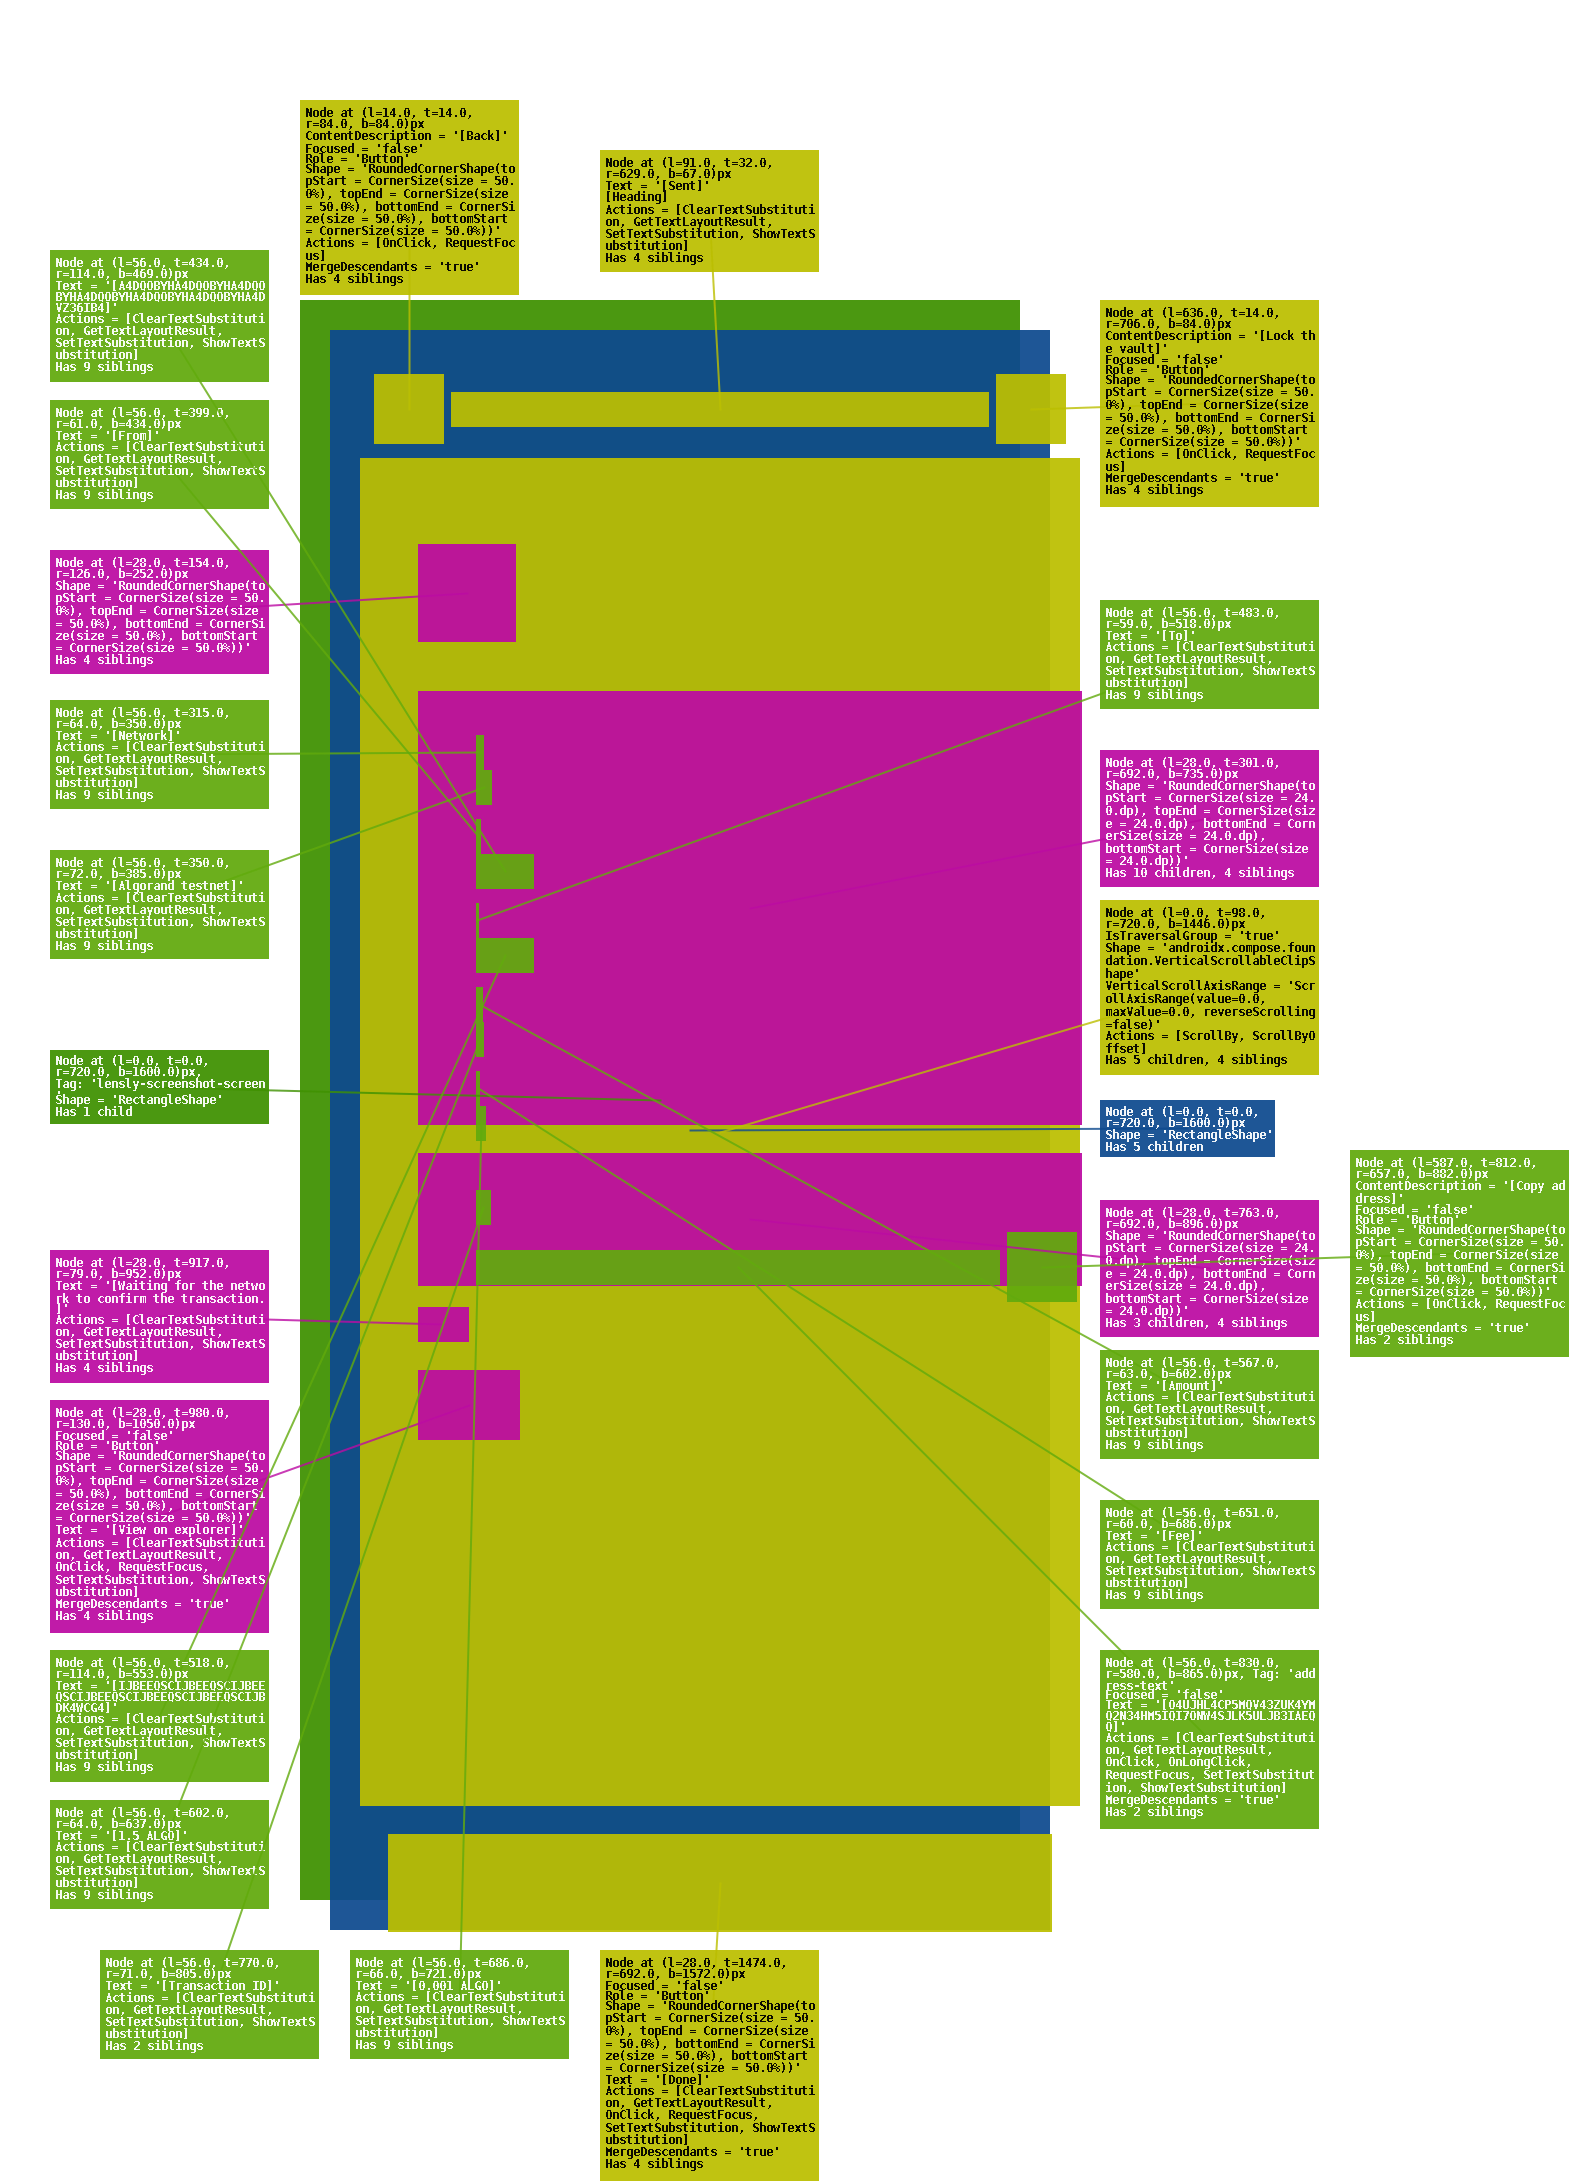 Node at (l=14.0, t=14.0,
r=84.0, b=84.0)px
ContentDescription = '[Back]'
Focused = 'false'
Role = 'Button'
Shape = 'RoundedCornerShape(to
pStart = CornerSize(size = 50.
0%), topEnd = CornerSize(size
= 50.0%), bottomEnd = CornerSi
ze(size = 50.0%), bottomStart
= CornerSize(size = 50.0%))'
Actions = [OnClick, RequestFoc
us]
MergeDescendants = 'true'
Has 4 siblings
Node at (l=91.0, t=32.0,
r=629.0, b=67.0)px
Text = '[Sent]'
[Heading]
Actions = [ClearTextSubstituti
on, GetTextLayoutResult,
SetTextSubstitution, ShowTextS
ubstitution]
Has 4 siblings
Node at (l=56.0, t=434.0,
r=114.0, b=469.0)px
Text = '[A4DQOBYHA4DQOBYHA4DQO
BYHA4DQOBYHA4DQOBYHA4DQOBYHA4D
VZ36IB4]'
Actions = [ClearTextSubstituti
on, GetTextLayoutResult,
SetTextSubstitution, ShowTextS
ubstitution]
Has 9 siblings
Node at (l=636.0, t=14.0,
r=706.0, b=84.0)px
ContentDescription = '[Lock th
e vault]'
Focused = 'false'
Role = 'Button'
Shape = 'RoundedCornerShape(to
pStart = CornerSize(size = 50.
0%), topEnd = CornerSize(size
= 50.0%), bottomEnd = CornerSi
ze(size = 50.0%), bottomStart
= CornerSize(size = 50.0%))'
Actions = [OnClick, RequestFoc
us]
MergeDescendants = 'true'
Has 4 siblings
Node at (l=56.0, t=399.0,
r=61.0, b=434.0)px
Text = '[From]'
Actions = [ClearTextSubstituti
on, GetTextLayoutResult,
SetTextSubstitution, ShowTextS
ubstitution]
Has 9 siblings
Node at (l=28.0, t=154.0,
r=126.0, b=252.0)px
Shape = 'RoundedCornerShape(to
pStart = CornerSize(size = 50.
0%), topEnd = CornerSize(size
= 50.0%), bottomEnd = CornerSi
ze(size = 50.0%), bottomStart
= CornerSize(size = 50.0%))'
Has 4 siblings
Node at (l=56.0, t=483.0,
r=59.0, b=518.0)px
Text = '[To]'
Actions = [ClearTextSubstituti
on, GetTextLayoutResult,
SetTextSubstitution, ShowTextS
ubstitution]
Has 9 siblings
Node at (l=56.0, t=315.0,
r=64.0, b=350.0)px
Text = '[Network]'
Actions = [ClearTextSubstituti
on, GetTextLayoutResult,
SetTextSubstitution, ShowTextS
ubstitution]
Has 9 siblings
Node at (l=28.0, t=301.0,
r=692.0, b=735.0)px
Shape = 'RoundedCornerShape(to
pStart = CornerSize(size = 24.
0.dp), topEnd = CornerSize(siz
e = 24.0.dp), bottomEnd = Corn
erSize(size = 24.0.dp),
bottomStart = CornerSize(size
= 24.0.dp))'
Has 10 children, 4 siblings
Node at (l=56.0, t=350.0,
r=72.0, b=385.0)px
Text = '[Algorand testnet]'
Actions = [ClearTextSubstituti
on, GetTextLayoutResult,
SetTextSubstitution, ShowTextS
ubstitution]
Has 9 siblings
Node at (l=0.0, t=98.0,
r=720.0, b=1446.0)px
IsTraversalGroup = 'true'
Shape = 'androidx.compose.foun
dation.VerticalScrollableClipS
hape'
VerticalScrollAxisRange = 'Scr
ollAxisRange(value=0.0,
maxValue=0.0, reverseScrolling
=false)'
Actions = [ScrollBy, ScrollByO
ffset]
Has 5 children, 4 siblings
Node at (l=0.0, t=0.0,
r=720.0, b=1600.0)px,
Tag: 'lensly-screenshot-screen
'
Shape = 'RectangleShape'
Has 1 child
Node at (l=0.0, t=0.0,
r=720.0, b=1600.0)px
Shape = 'RectangleShape'
Has 5 children
Node at (l=587.0, t=812.0,
r=657.0, b=882.0)px
ContentDescription = '[Copy ad
dress]'
Focused = 'false'
Role = 'Button'
Shape = 'RoundedCornerShape(to
pStart = CornerSize(size = 50.
0%), topEnd = CornerSize(size
= 50.0%), bottomEnd = CornerSi
ze(size = 50.0%), bottomStart
= CornerSize(size = 50.0%))'
Actions = [OnClick, RequestFoc
us]
MergeDescendants = 'true'
Has 2 siblings
Node at (l=28.0, t=763.0,
r=692.0, b=896.0)px
Shape = 'RoundedCornerShape(to
pStart = CornerSize(size = 24.
0.dp), topEnd = CornerSize(siz
e = 24.0.dp), bottomEnd = Corn
erSize(size = 24.0.dp),
bottomStart = CornerSize(size
= 24.0.dp))'
Has 3 children, 4 siblings
Node at (l=28.0, t=917.0,
r=79.0, b=952.0)px
Text = '[Waiting for the netwo
rk to confirm the transaction.
]'
Actions = [ClearTextSubstituti
on, GetTextLayoutResult,
SetTextSubstitution, ShowTextS
ubstitution]
Has 4 siblings
Node at (l=56.0, t=567.0,
r=63.0, b=602.0)px
Text = '[Amount]'
Actions = [ClearTextSubstituti
on, GetTextLayoutResult,
SetTextSubstitution, ShowTextS
ubstitution]
Has 9 siblings
Node at (l=28.0, t=980.0,
r=130.0, b=1050.0)px
Focused = 'false'
Role = 'Button'
Shape = 'RoundedCornerShape(to
pStart = CornerSize(size = 50.
0%), topEnd = CornerSize(size
= 50.0%), bottomEnd = CornerSi
ze(size = 50.0%), bottomStart
= CornerSize(size = 50.0%))'
Text = '[View on explorer]'
Actions = [ClearTextSubstituti
on, GetTextLayoutResult,
OnClick, RequestFocus,
SetTextSubstitution, ShowTextS
ubstitution]
MergeDescendants = 'true'
Has 4 siblings
Node at (l=56.0, t=651.0,
r=60.0, b=686.0)px
Text = '[Fee]'
Actions = [ClearTextSubstituti
on, GetTextLayoutResult,
SetTextSubstitution, ShowTextS
ubstitution]
Has 9 siblings
Node at (l=56.0, t=518.0,
r=114.0, b=553.0)px
Text = '[IJBEEQSCIJBEEQSCIJBEE
QSCIJBEEQSCIJBEEQSCIJBEEQSCIJB
DK4WCG4]'
Actions = [ClearTextSubstituti
on, GetTextLayoutResult,
SetTextSubstitution, ShowTextS
ubstitution]
Has 9 siblings
Node at (l=56.0, t=830.0,
r=580.0, b=865.0)px, Tag: 'add
ress-text'
Focused = 'false'
Text = '[O4UJHL4CP5MOV43ZUK4YM
Q2N34HM5IQI7ONW4SJLK5ULJB3IAEQ
Q]'
Actions = [ClearTextSubstituti
on, GetTextLayoutResult,
OnClick, OnLongClick,
RequestFocus, SetTextSubstitut
ion, ShowTextSubstitution]
MergeDescendants = 'true'
Has 2 siblings
Node at (l=56.0, t=602.0,
r=64.0, b=637.0)px
Text = '[1.5 ALGO]'
Actions = [ClearTextSubstituti
on, GetTextLayoutResult,
SetTextSubstitution, ShowTextS
ubstitution]
Has 9 siblings
Node at (l=56.0, t=770.0,
r=71.0, b=805.0)px
Text = '[Transaction ID]'
Actions = [ClearTextSubstituti
on, GetTextLayoutResult,
SetTextSubstitution, ShowTextS
ubstitution]
Has 2 siblings
Node at (l=56.0, t=686.0,
r=66.0, b=721.0)px
Text = '[0.001 ALGO]'
Actions = [ClearTextSubstituti
on, GetTextLayoutResult,
SetTextSubstitution, ShowTextS
ubstitution]
Has 9 siblings
Node at (l=28.0, t=1474.0,
r=692.0, b=1572.0)px
Focused = 'false'
Role = 'Button'
Shape = 'RoundedCornerShape(to
pStart = CornerSize(size = 50.
0%), topEnd = CornerSize(size
= 50.0%), bottomEnd = CornerSi
ze(size = 50.0%), bottomStart
= CornerSize(size = 50.0%))'
Text = '[Done]'
Actions = [ClearTextSubstituti
on, GetTextLayoutResult,
OnClick, RequestFocus,
SetTextSubstitution, ShowTextS
ubstitution]
MergeDescendants = 'true'
Has 4 siblings